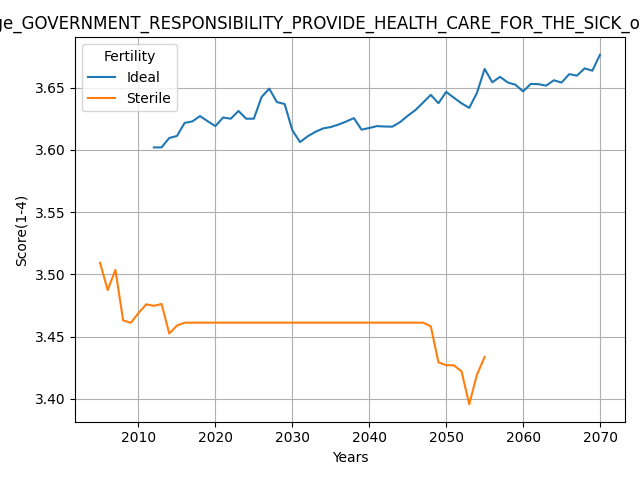 ge_GOVERNMENT_RESPONSIBILITY_PROVIDE_HEALTH_CARE_FOR_THE_SICK_o
Fertility
Ideal
Sterile
Score(1-4)
3.65
3.60
3.55
3.50
3.45
3.40
2010 2020 2030 2040 2050 2060 2070
Years